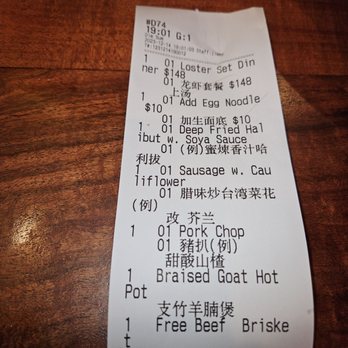 WD74
19:01 G:1
Dim Sum
1 01 Loster Set Din
ner $148
01 龙虾套餐 $148
上汤
1 01 Add Egg Noodle
$10
01 加生面底 $10
1 01 Deep Fried Hal
ibut w. Soya Sauce
01 (例)蜜煉香汁哈
利拔
1 01 Sausage w. Cau
liflower
01 腊味炒台湾菜花
(例)
改 芥兰
1 01 Pork Chop
01 豬扒(例)
甜酸山楂
1 Braised Goat Hot
Pot
支竹羊腩煲
1 Free Beef Briske
t